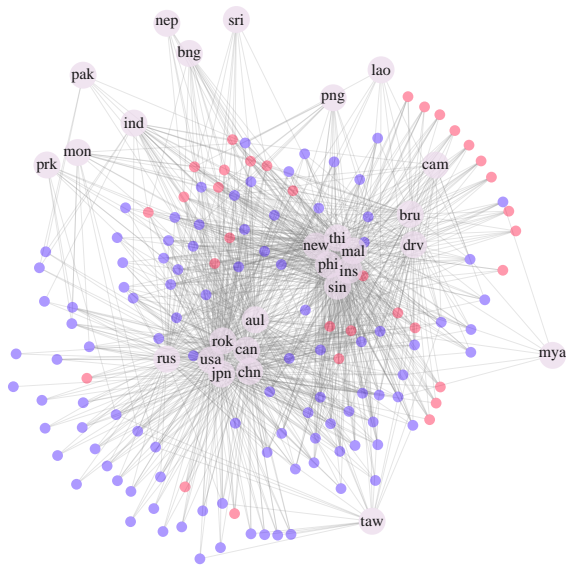 nep
sri
bng
pak
lao
png
ind
mon
prk
cam
bru
thi
new
mal
drv
phi
ins
sin
aul
rok
can
mya
rus
usa
jpn
chn
taw